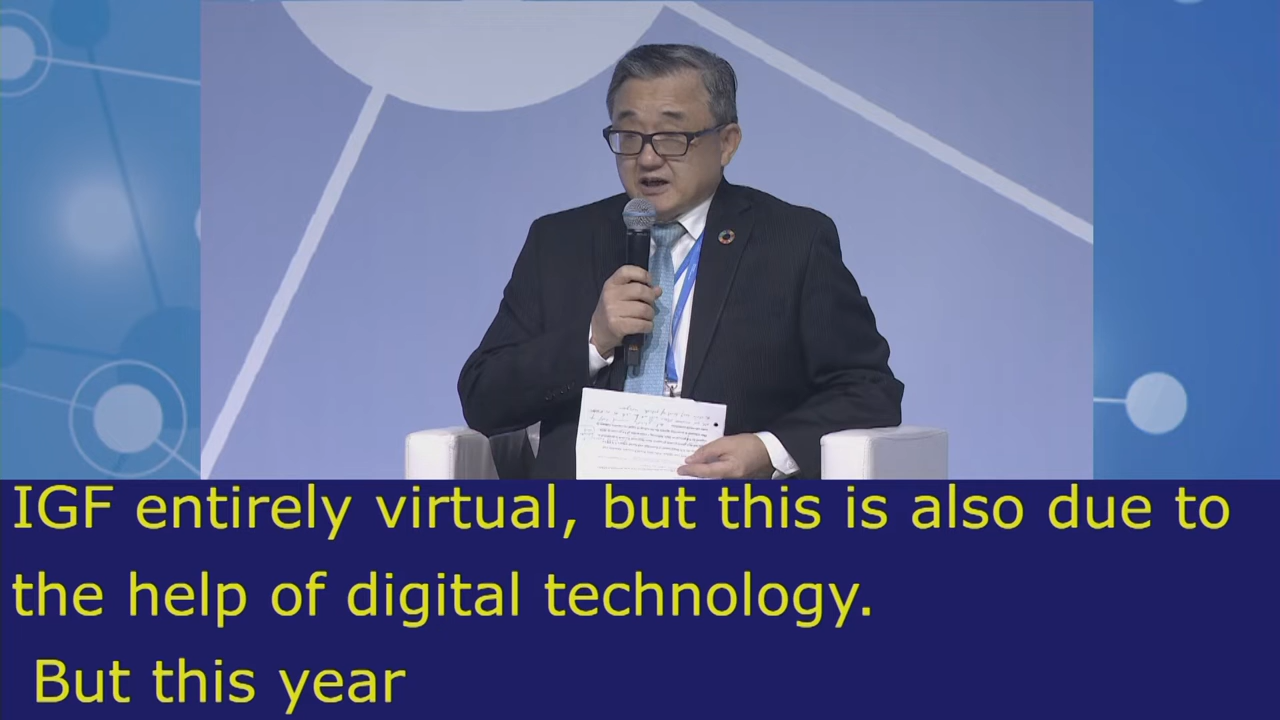 IGF entirely virtual, but this is also due to
the help of digital technology.
But this year